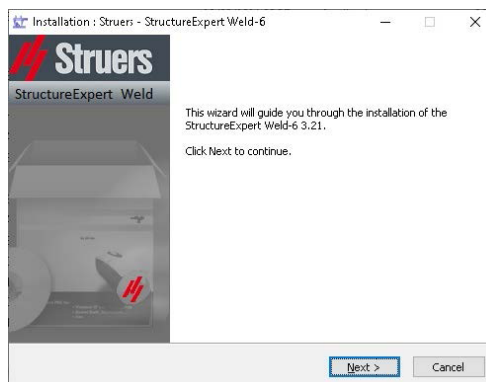 Installation : Struers - StructureExpert Weld-6
Struers
StructureExpert Weld
This wizard will guide you through the installation of the
StructureExpert Weld-6 3.21.
Click Next to continue.
Next >
Cancel